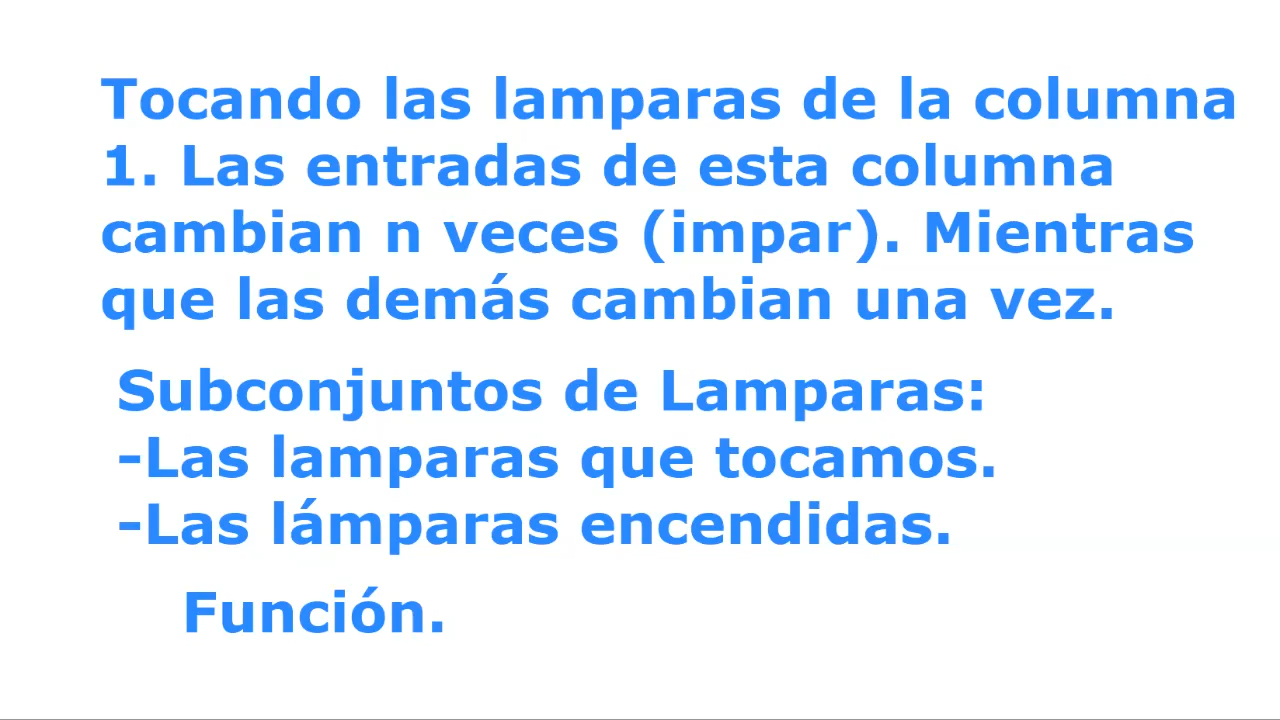 Tocando las lamparas de la columna
1. Las entradas de esta columna
cambian n veces (impar). Mientras
que las demás cambian una vez.
Subconjuntos de Lamparas:
-Las lamparas que tocamos.
-Las lámparas encendidas.
Función.